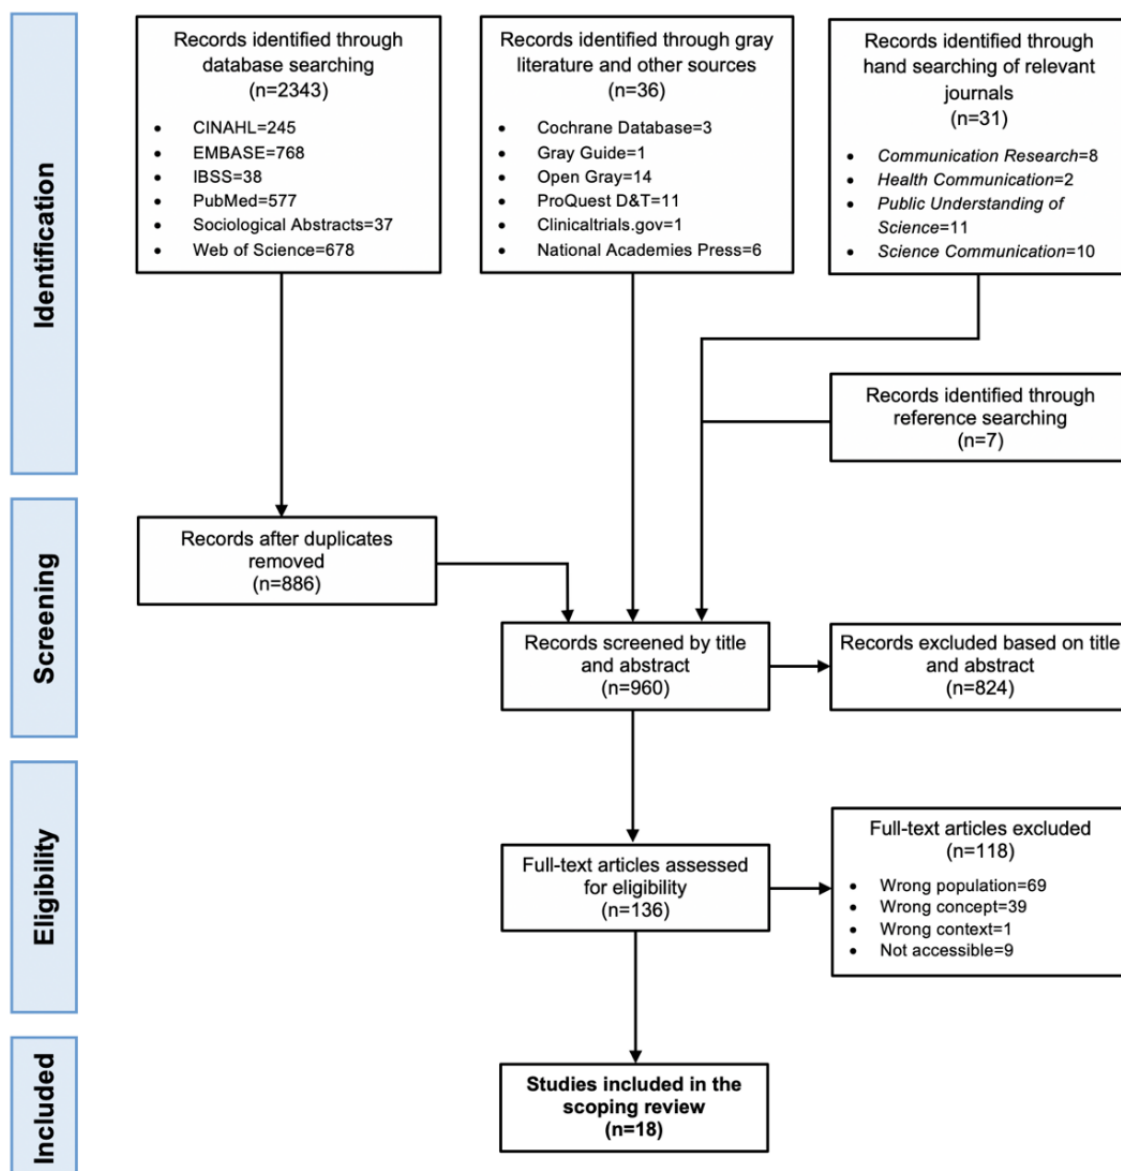 Identification
Records identified through
database searching
(n=2343)
• CINAHL=245
• EMBASE=768
• IBSS=38
• PubMed=577
• Sociological Abstracts=37
• Web of Science=678
Records identified through gray
literature and other sources
(n=36)
• Cochrane Database=3
• Gray Guide=1
• Open Gray=14
• ProQuest D&T=11
• Clinicaltrials.gov=1
• National Academies Press=6
Records identified through
hand searching of relevant
journals
(n=31)
• Communication Research=8
• Health Communication=2
• Public Understanding of
Science=11
• Science Communication=10
Records identified through
reference searching
(n=7)
Screening
Records after duplicates
removed
(n=886)
Records screened by title
and abstract
(n=960)
Records excluded based on title
and abstract
(n=824)
Eligibility
Full-text articles assessed
for eligibility
(n=136)
Full-text articles excluded
(n=118)
• Wrong population=69
• Wrong concept=39
• Wrong context=1
• Not accessible=9
Included
Studies included in the
scoping review
(n=18)